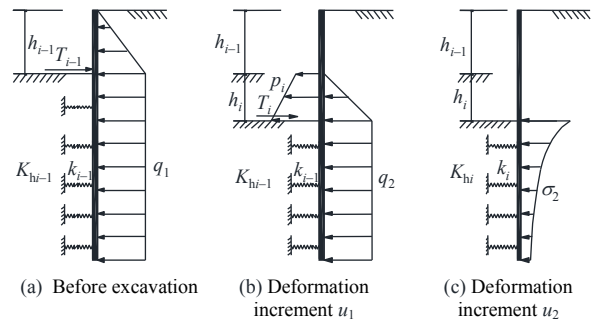 h_{i-1}
T_{i-1}
K_{hi-1}
k_{i-1}
q_1
(a) Before excavation
h_{i-1}
h_i
p_i
T_i
K_{hi-1}
k_{i-1}
q_2
(b) Deformation
increment u_1
h_{i-1}
h_i
K_{hi}
k_i
σ_2
(c) Deformation
increment u_2